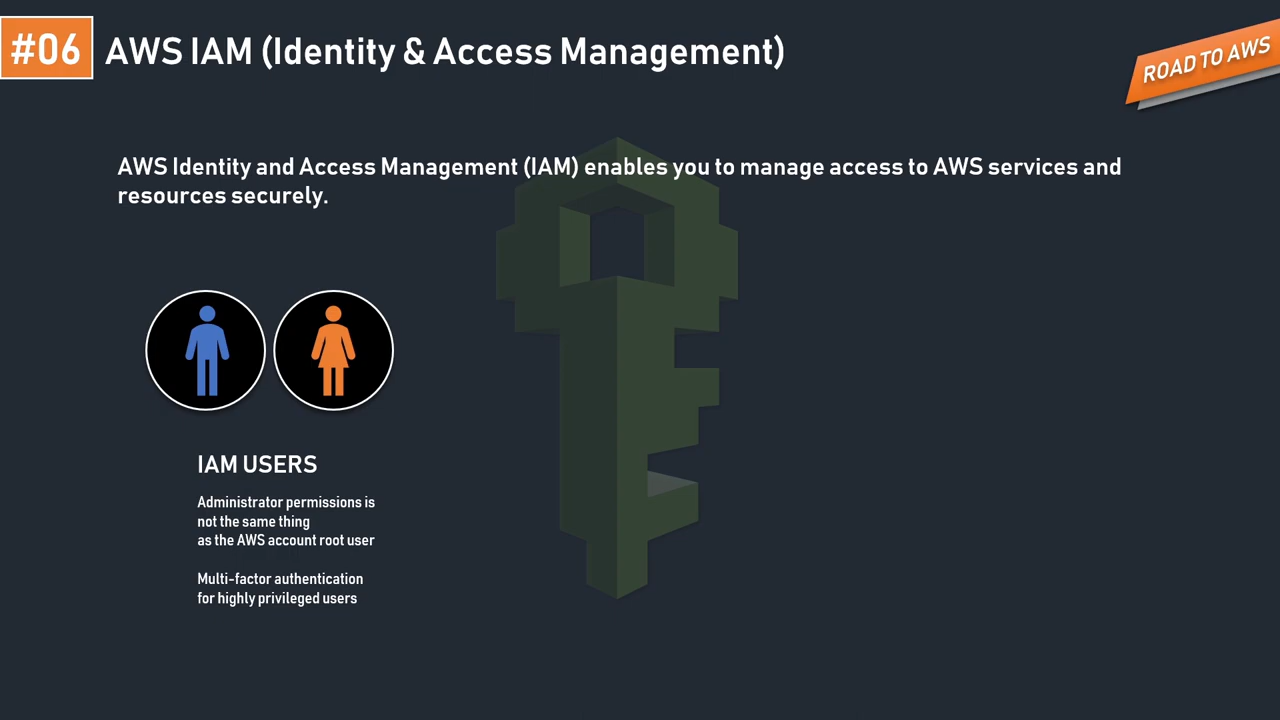 #06 AWS IAM (Identity & Access Management)
ROAD TO AWS
AWS Identity and Access Management (IAM) enables you to manage access to AWS services and
resources securely.
IAM USERS
Administrator permissions is
not the same thing
as the AWS account root user
Multi-factor authentication
for highly privileged users